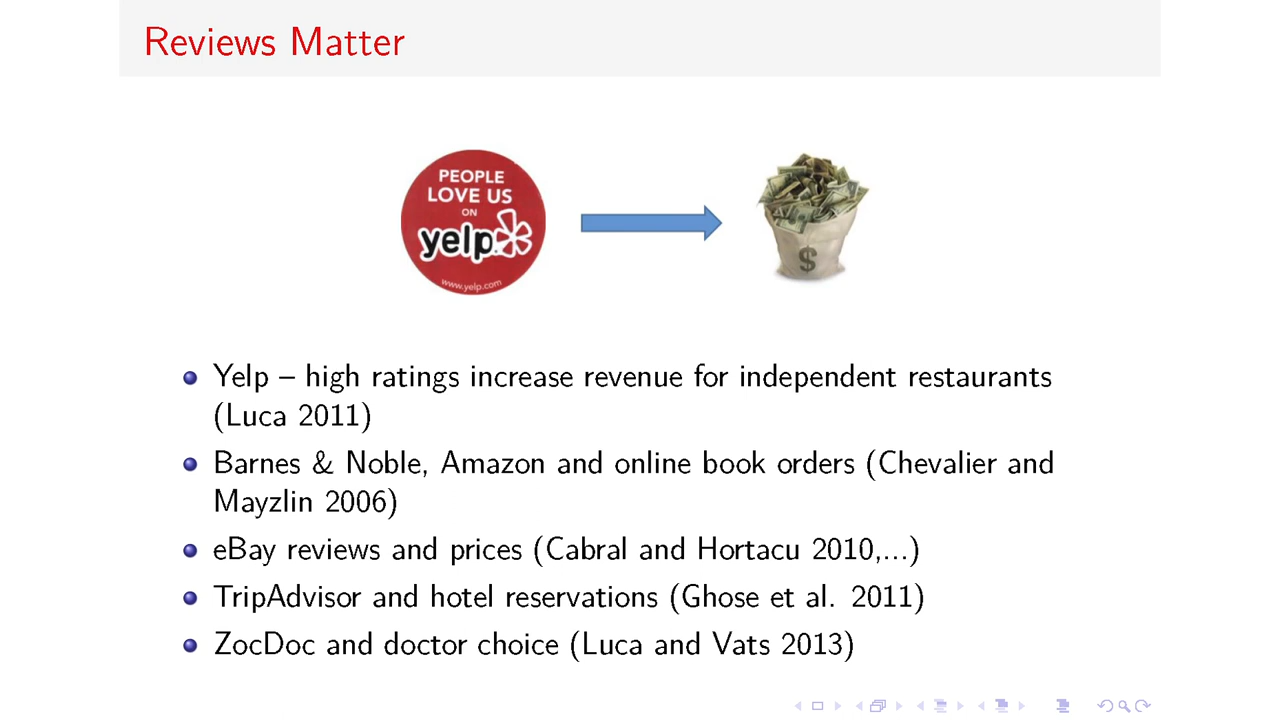 Reviews Matter
PEOPLE
LOVE US
ON
yelp
www.yelp.com
$
Yelp – high ratings increase revenue for independent restaurants
(Luca 2011)
Barnes & Noble, Amazon and online book orders (Chevalier and
Mayzlin 2006)
eBay reviews and prices (Cabral and Hortacu 2010,...)
TripAdvisor and hotel reservations (Ghose et al. 2011)
ZocDoc and doctor choice (Luca and Vats 2013)